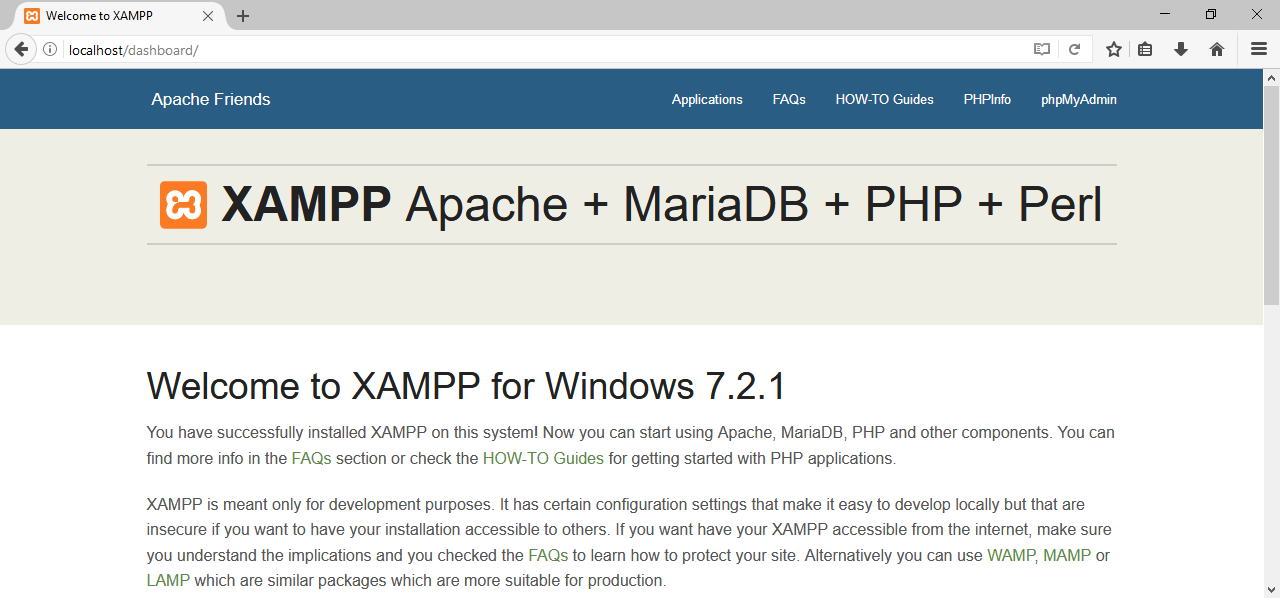 Welcome to XAMPP
localhost/dashboard/
Apache Friends
Applications FAQs HOW-TO Guides PHPInfo phpMyAdmin
XAMPP Apache + MariaDB + PHP + Perl
Welcome to XAMPP for Windows 7.2.1
You have successfully installed XAMPP on this system! Now you can start using Apache, MariaDB, PHP and other components. You can
find more info in the FAQs section or check the HOW-TO Guides for getting started with PHP applications.
XAMPP is meant only for development purposes. It has certain configuration settings that make it easy to develop locally but that are
insecure if you want to have your installation accessible to others. If you want have your XAMPP accessible from the internet, make sure
you understand the implications and you checked the FAQs to learn how to protect your site. Alternatively you can use WAMP, MAMP or
LAMP which are similar packages which are more suitable for production.